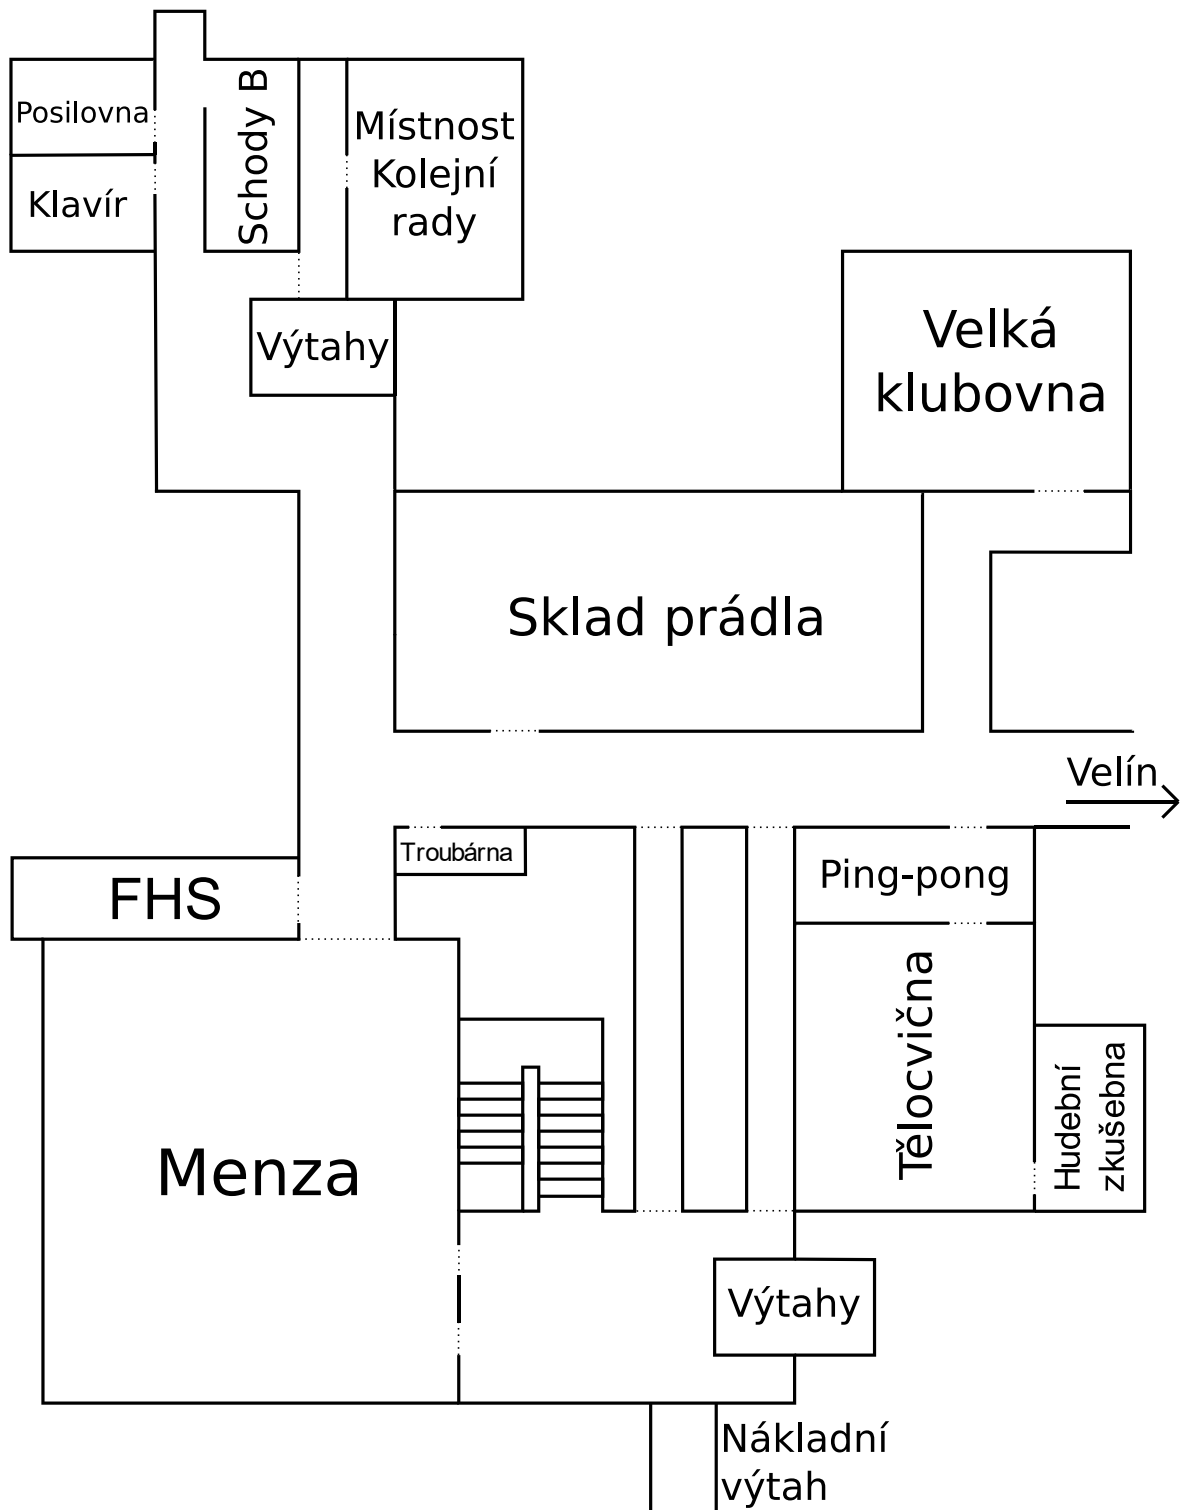 Posilovna
Klavír
Schody B
Místnost
Kolejní
rady
Výtahy
Velká
klubovna
Sklad prádla
Velín
Troubárna
FHS
Ping-pong
Tělocvična
Hudební
zkušebna
Menza
Výtahy
Nákladní
výtah